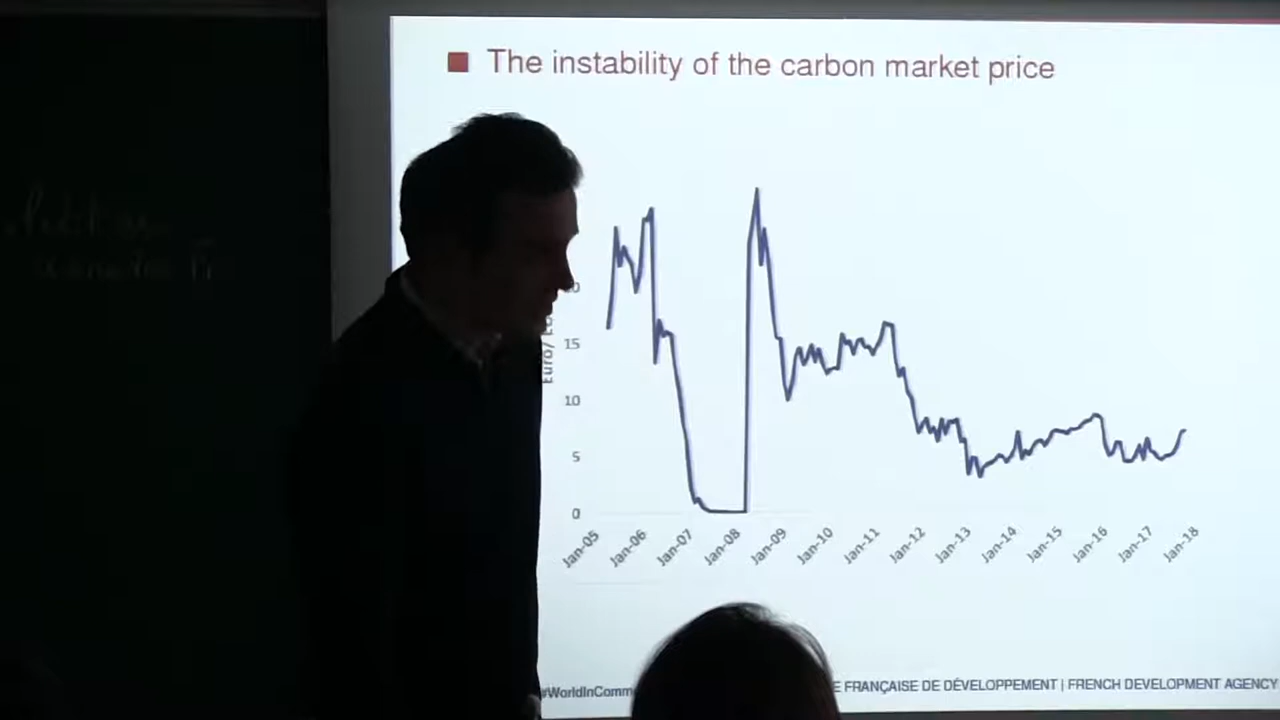 The instability of the carbon market price
15
10
5
0
Euro/
Jan-05
Jan-06
Jan-07
Jan-08
Jan-09
Jan-10
Jan-11
Jan-12
Jan-13
Jan-14
Jan-15
Jan-16
Jan-17
Jan-18
#WorldInComm
E FRANÇAISE DE DÉVELOPPEMENT | FRENCH DEVELOPMENT AGENCY